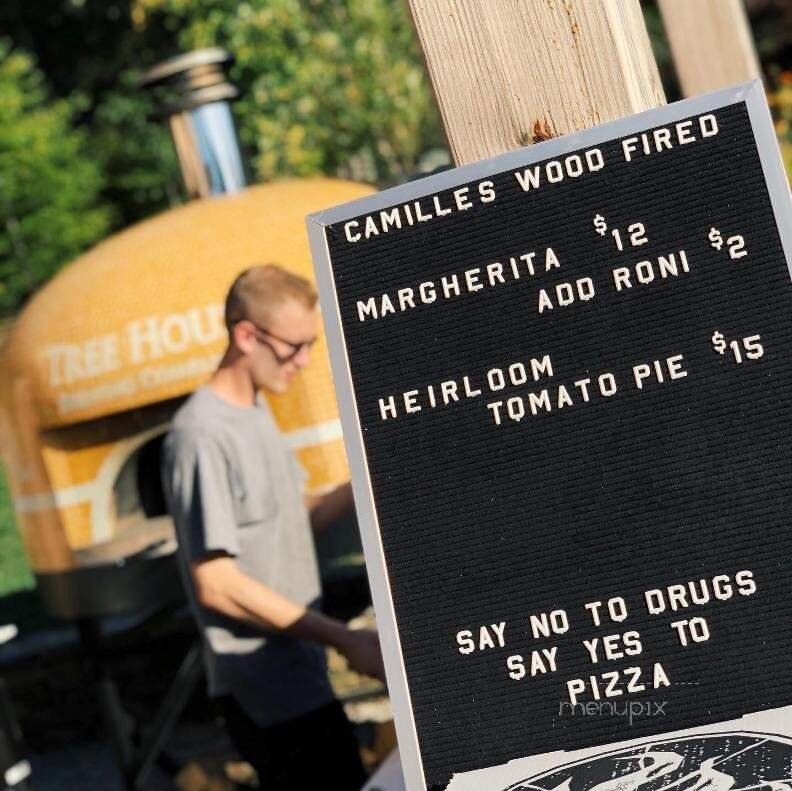 CAMILLES WOOD FIRED
MARGHERITA $12
ADD RONI $2
HEIRLOOM
TOMATO PIE $15
SAY NO TO DRUGS
SAY YES TO
PIZZA
menupix
TREE HOU